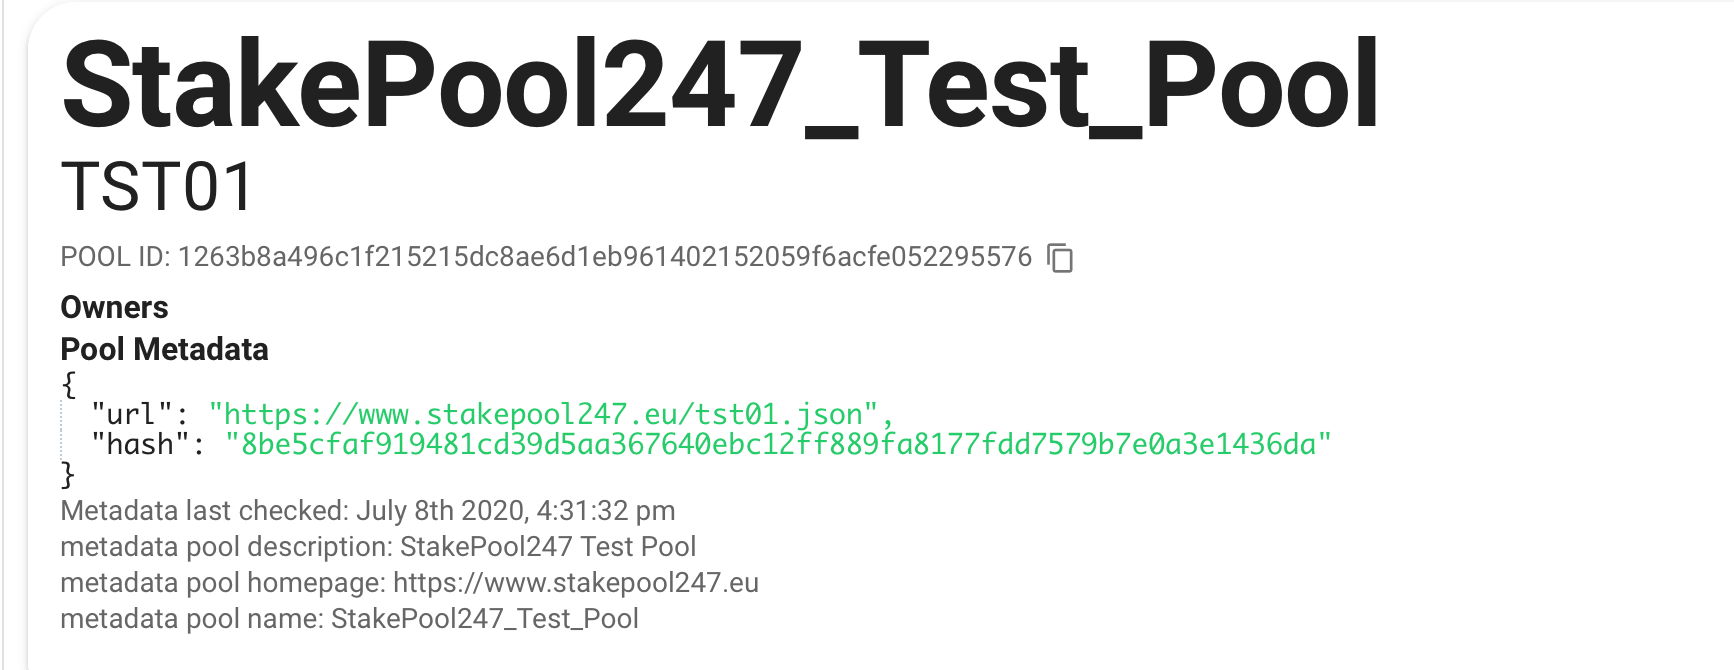 StakePool247_Test_Pool
TST01
POOL ID: 1263b8a496c1f215215dc8ae6d1eb961402152059f6acfe052295576
Owners
Pool Metadata
{
"url": "https://www.stakepool247.eu/tst01.json",
"hash": "8be5cfaf919481cd39d5aa367640ebc12ff889fa8177fdd7579b7e0a3e1436da"
}
Metadata last checked: July 8th 2020, 4:31:32 pm
metadata pool description: StakePool247 Test Pool
metadata pool homepage: https://www.stakepool247.eu
metadata pool name: StakePool247_Test_Pool